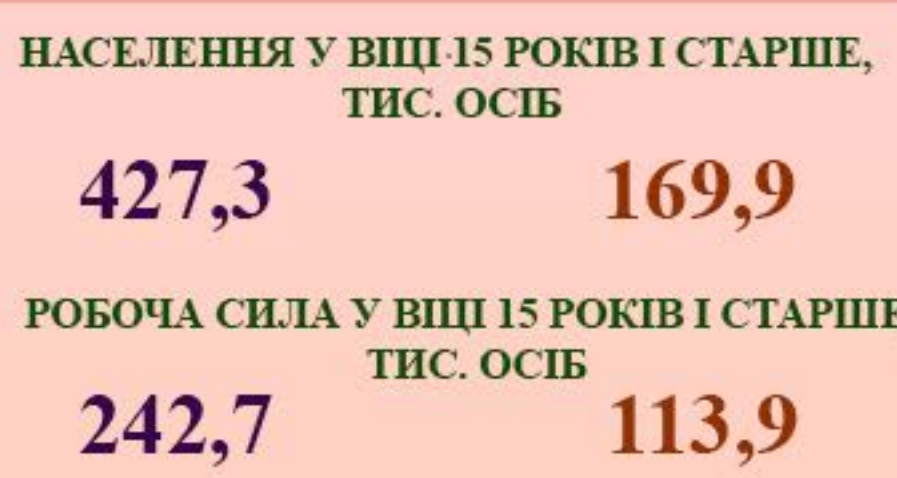 НАСЕЛЕННЯ У ВІЦІ 15 РОКІВ І СТАРШЕ,
ТИС. ОСІБ
427,3 169,9
РОБОЧА СИЛА У ВІЦІ 15 РОКІВ І СТАРШЕ
ТИС. ОСІБ
242,7 113,9